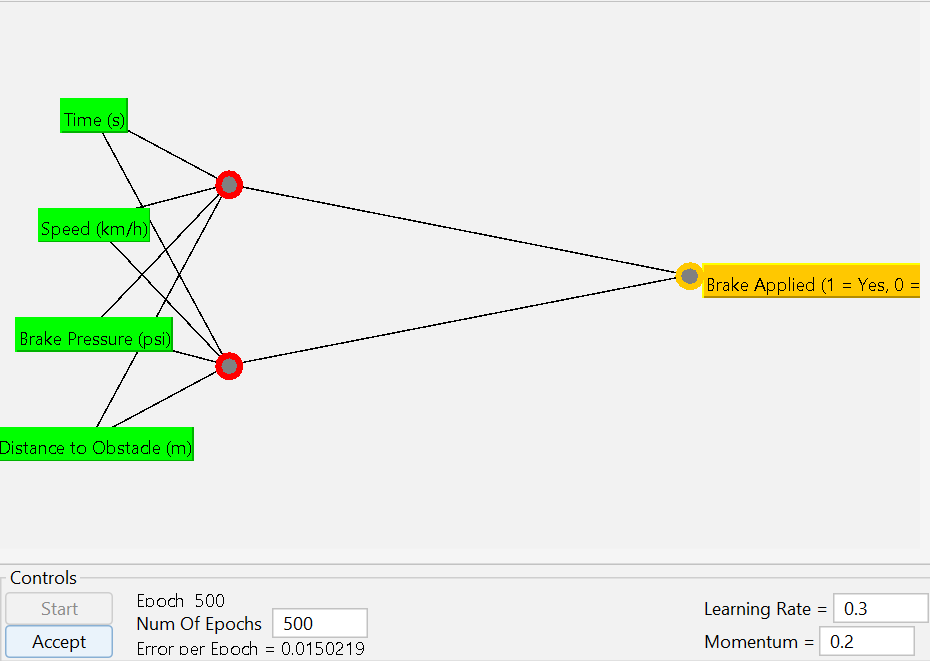 Time (s)
Speed (km/h)
Brake Applied (1 = Yes, 0 =
Brake Pressure (psi)
Distance to Obstacle (m)
Controls
Start
Accept
Epoch 500
Num Of Epochs 500
Error per Epoch = 0.0150219
Learning Rate = 0.3
Momentum = 0.2